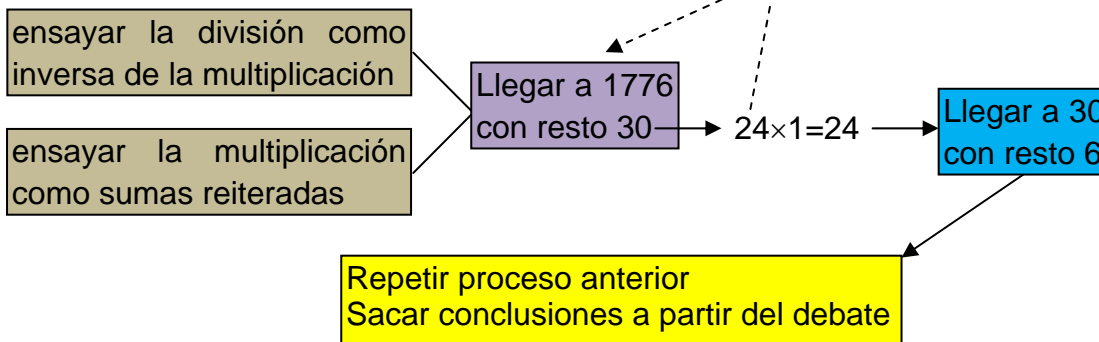 ensayar la división como
inversa de la multiplicación
ensayar la multiplicación
como sumas reiteradas
Llegar a 1776
con resto 30
24×1=24
Llegar a 30
con resto 6
Repetir proceso anterior
Sacar conclusiones a partir del debate